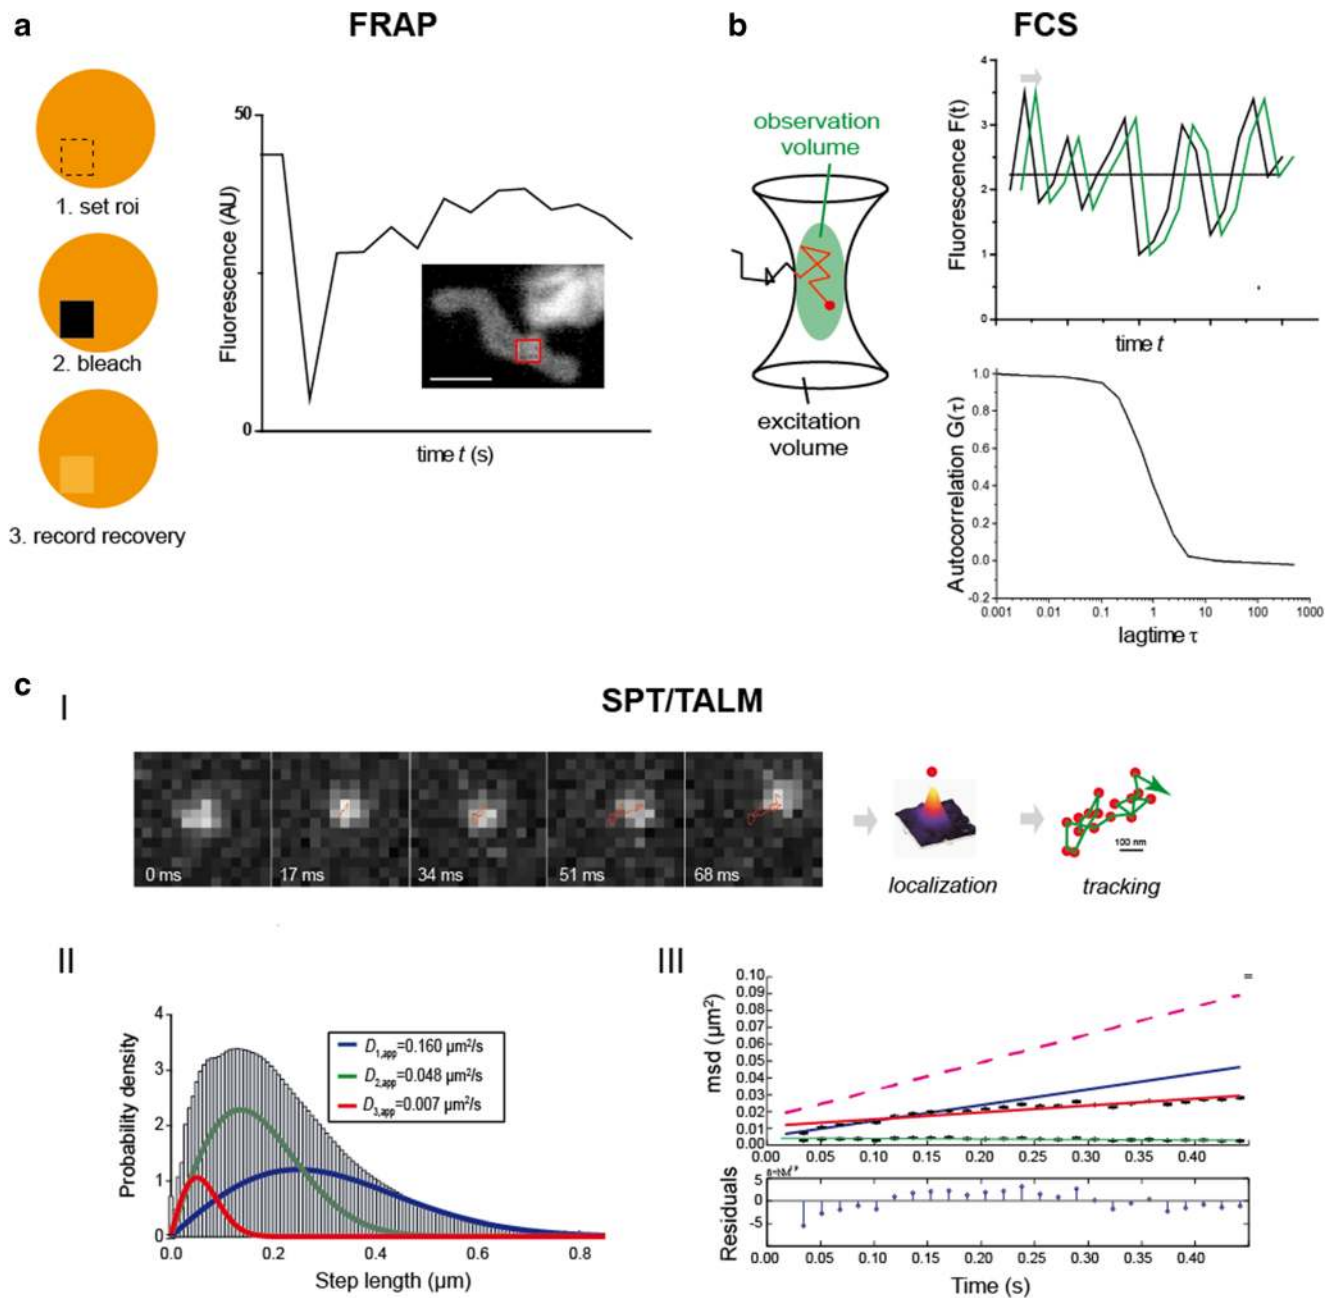 a
FRAP
1. set roi
2. bleach
3. record recovery
50
Fluorescence (AU)
0
time t (s)
b
FCS
observation
volume
excitation
volume
4
3
2
1
0
Fluorescence F(t)
time t
1.0
0.8
0.6
0.4
0.2
0.0
-0.2
Autocorrelation G(τ)
0.001 0.01 0.1 1 10 100 1000
lagtime τ
c
SPT/TALM
I
0 ms 17 ms 34 ms 51 ms 68 ms
localization
100 nm
tracking
II
4
3
2
1
0
Probability density
D1,app=0.160 µm²/s
D2,app=0.048 µm²/s
D3,app=0.007 µm²/s
0.0 0.2 0.4 0.6 0.8
Step length (µm)
III
0.10
0.09
0.08
0.07
0.06
0.05
0.04
0.03
0.02
0.01
0.00
msd (µm²)
0.00 0.05 0.10 0.15 0.20 0.25 0.30 0.35 0.40
5
0
-5
Residuals
0.00 0.05 0.10 0.15 0.20 0.25 0.30 0.35 0.40
Time (s)